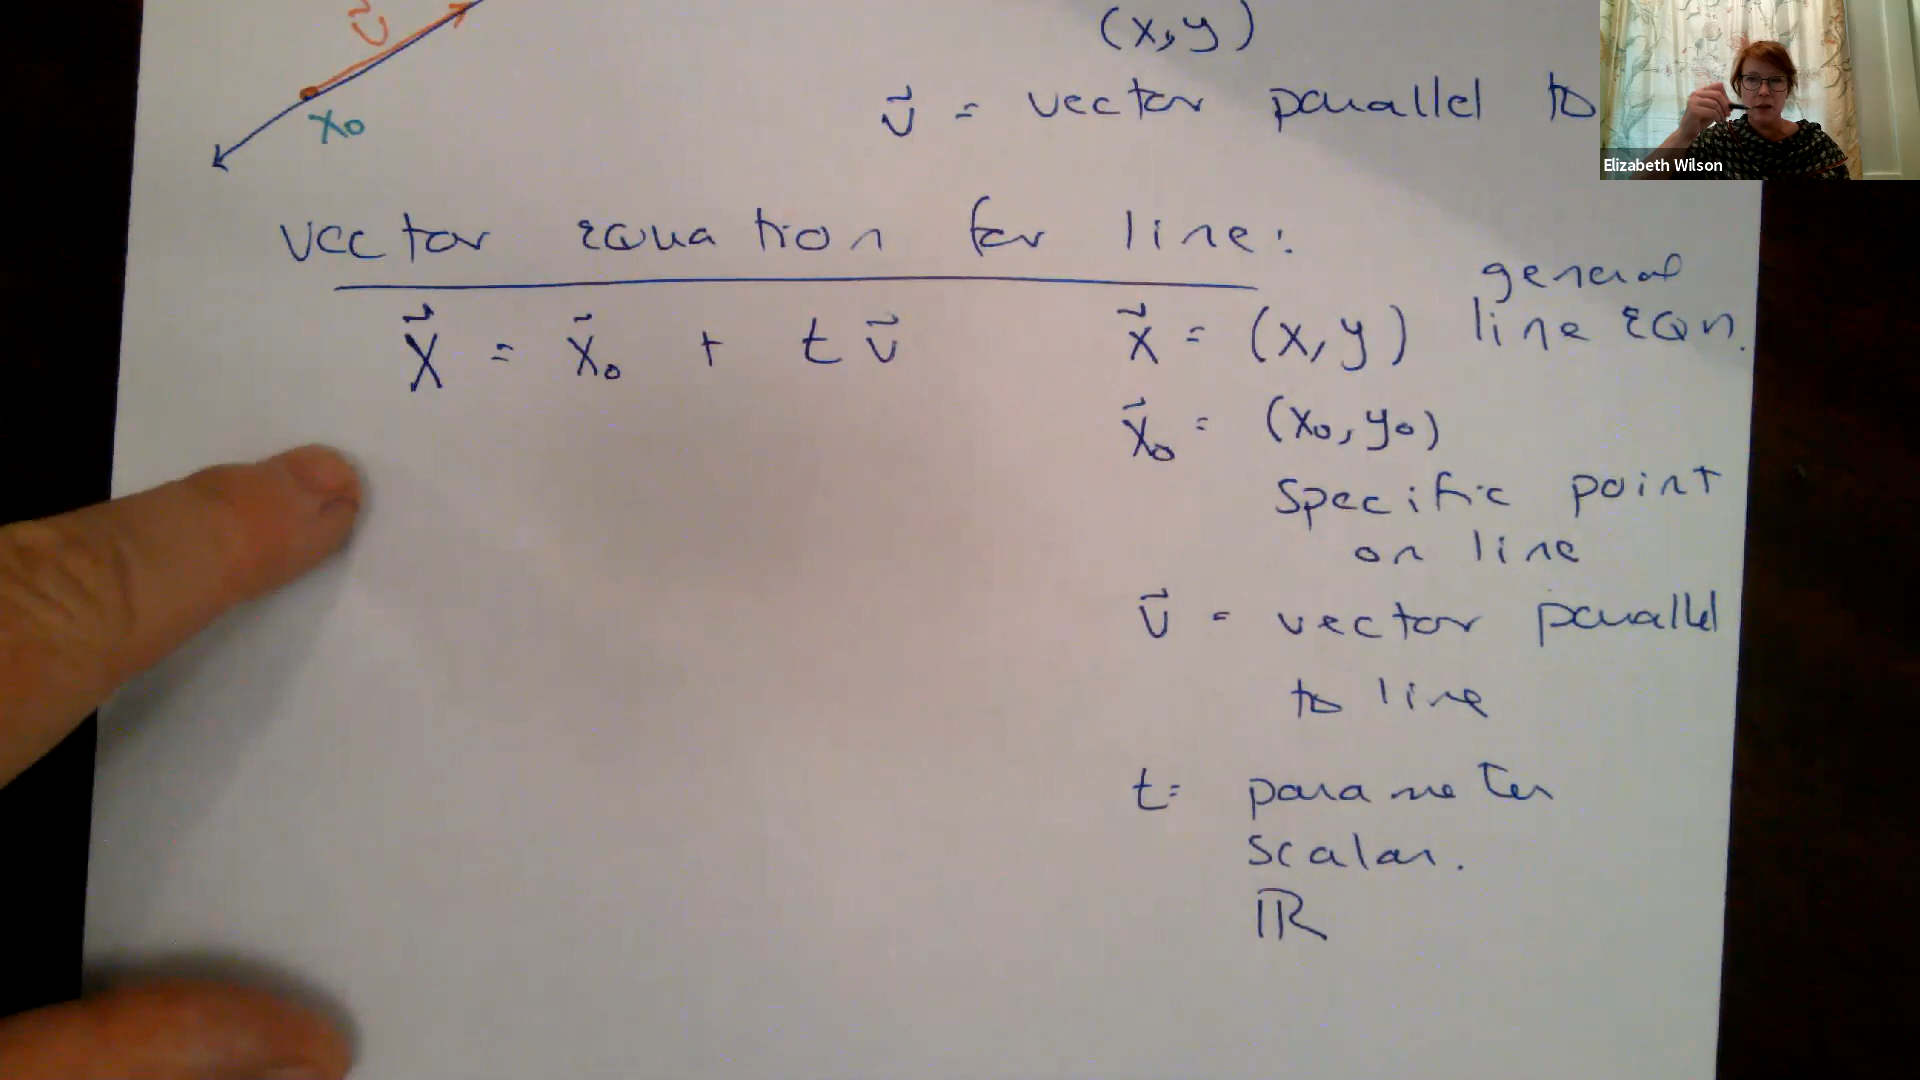 v⃗
(x,y)
x₀
v⃗ = vector parallel to
Elizabeth Wilson
vector equation for line:
x⃗ = x⃗₀ + t v⃗
x⃗ = (x,y) general
line eqn.
x⃗₀ = (x₀, y₀)
specific point
on line
v⃗ = vector parallel
to line
t = parameter
scalar.
ℝ